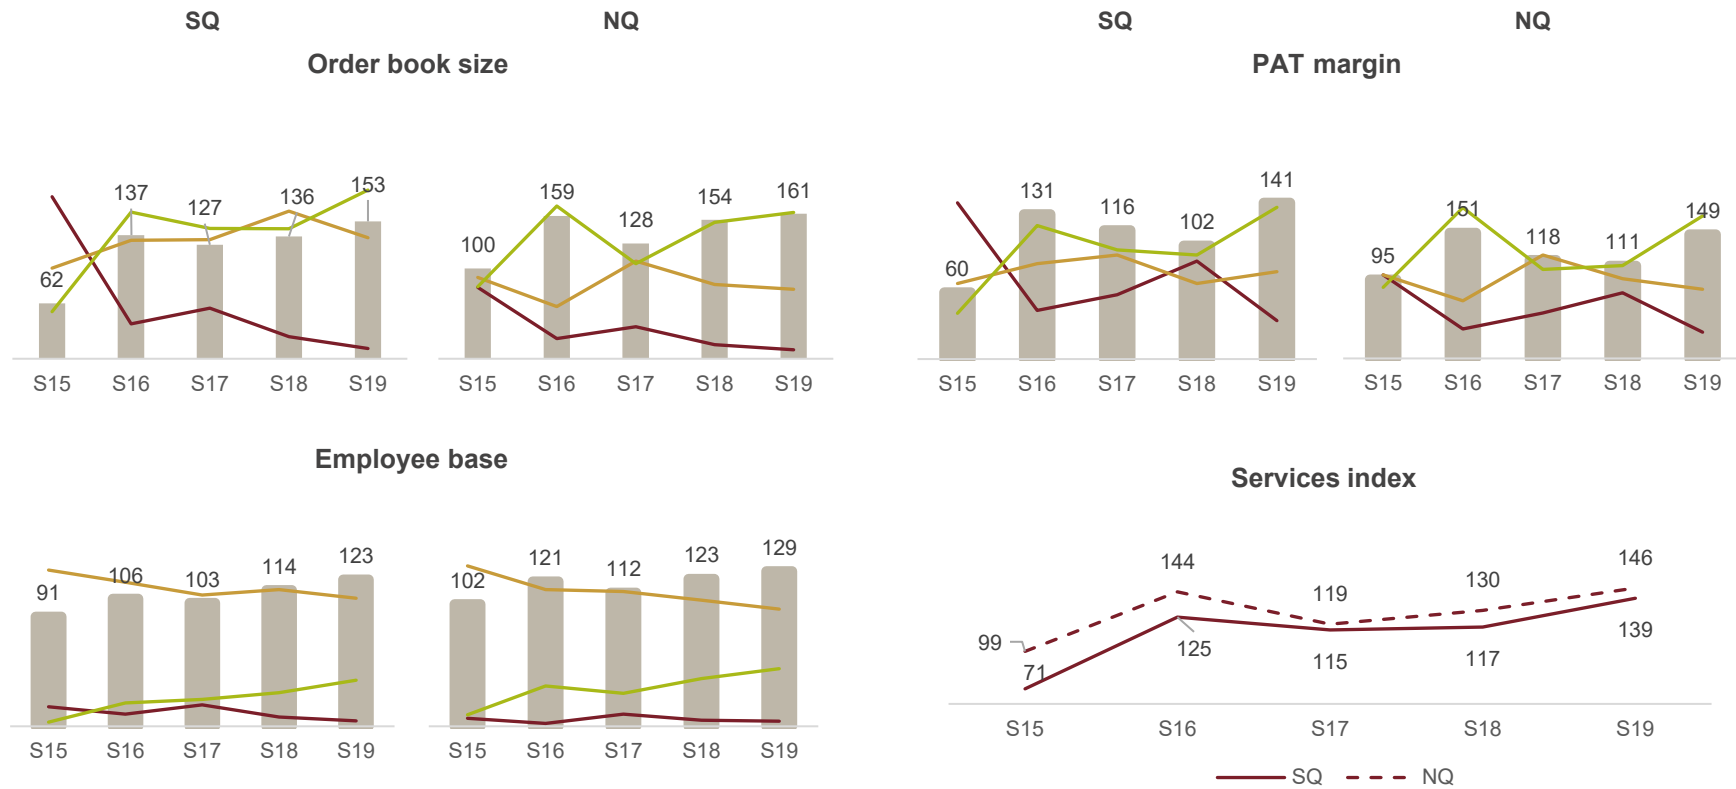 SQ NQ
Order book size
62 137 127 136 153
S15 S16 S17 S18 S19
100 159 128 154 161
S15 S16 S17 S18 S19
SQ NQ
PAT margin
60 131 116 102 141
S15 S16 S17 S18 S19
95 151 118 111 149
S15 S16 S17 S18 S19
Employee base
91 106 103 114 123
S15 S16 S17 S18 S19
102 121 112 123 129
S15 S16 S17 S18 S19
Services index
99 144 119 130 146
71 125 115 117 139
S15 S16 S17 S18 S19
SQ NQ